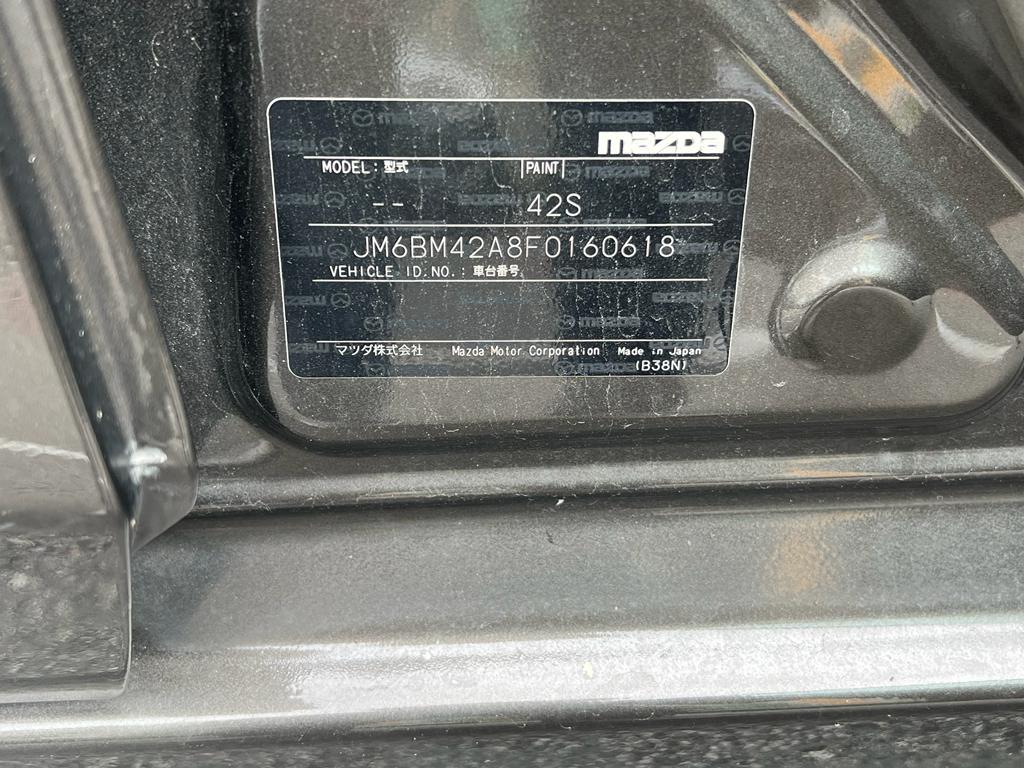 mazda
MODEL: 型式 PAINT
-- 42S
JM6BM42A8F0160618
VEHICLE ID.NO.: 車台番号
マツダ株式会社 Mazda Motor Corporation Made in Japan
(B38N)